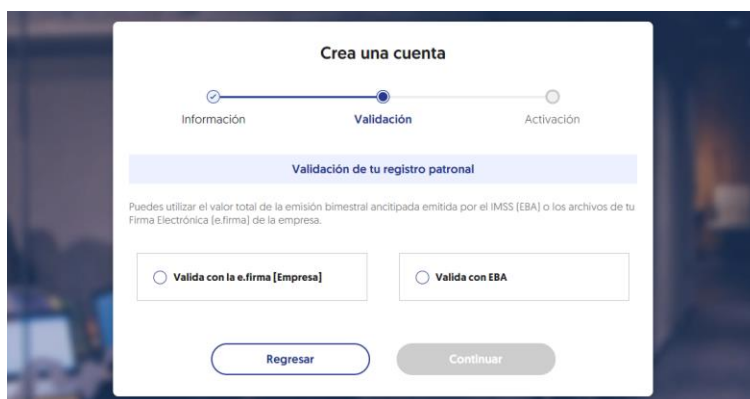 Crea una cuenta
Información
Validación
Activación
Validación de tu registro patronal
Puedes utilizar el valor total de la emisión bimestral ancitipada emitida por el IMSS [EBA] o los archivos de tu
Firma Electrónica [e.firma] de la empresa.
Valida con la e.firma [Empresa]
Valida con EBA
Regresar
Continuar